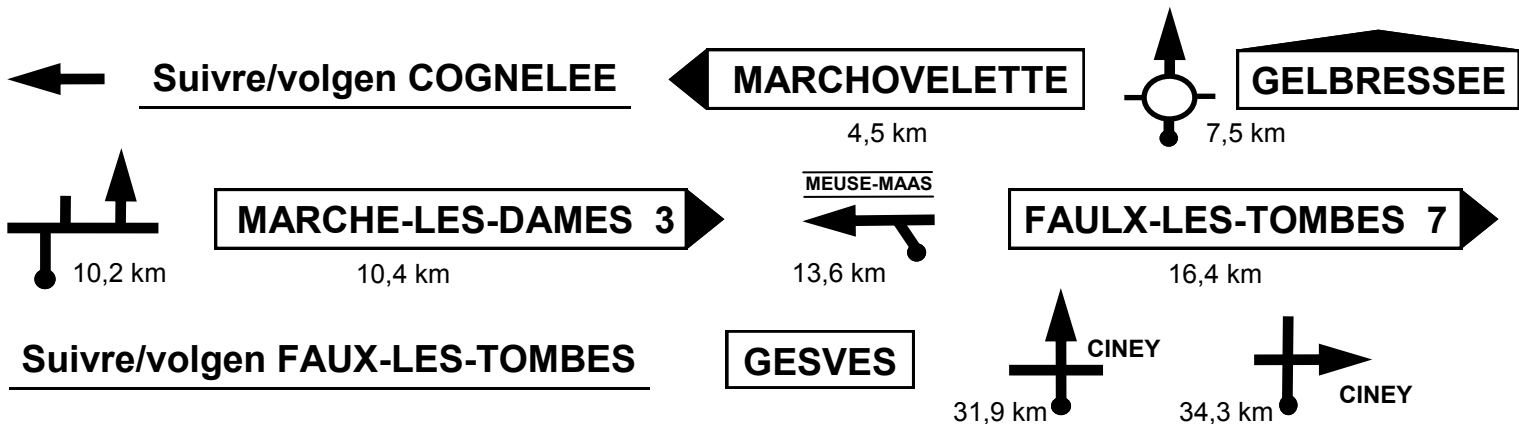 Suivre/volgen COGNELEE
MARCHOVELETTE
4,5 km
7,5 km
GELBRESSEE
10,2 km
MARCHE-LES-DAMES 3
10,4 km
MEUSE-MAAS
13,6 km
FAULX-LES-TOMBES 7
16,4 km
Suivre/volgen FAUX-LES-TOMBES
GESVES
CINEY
31,9 km
CINEY
34,3 km